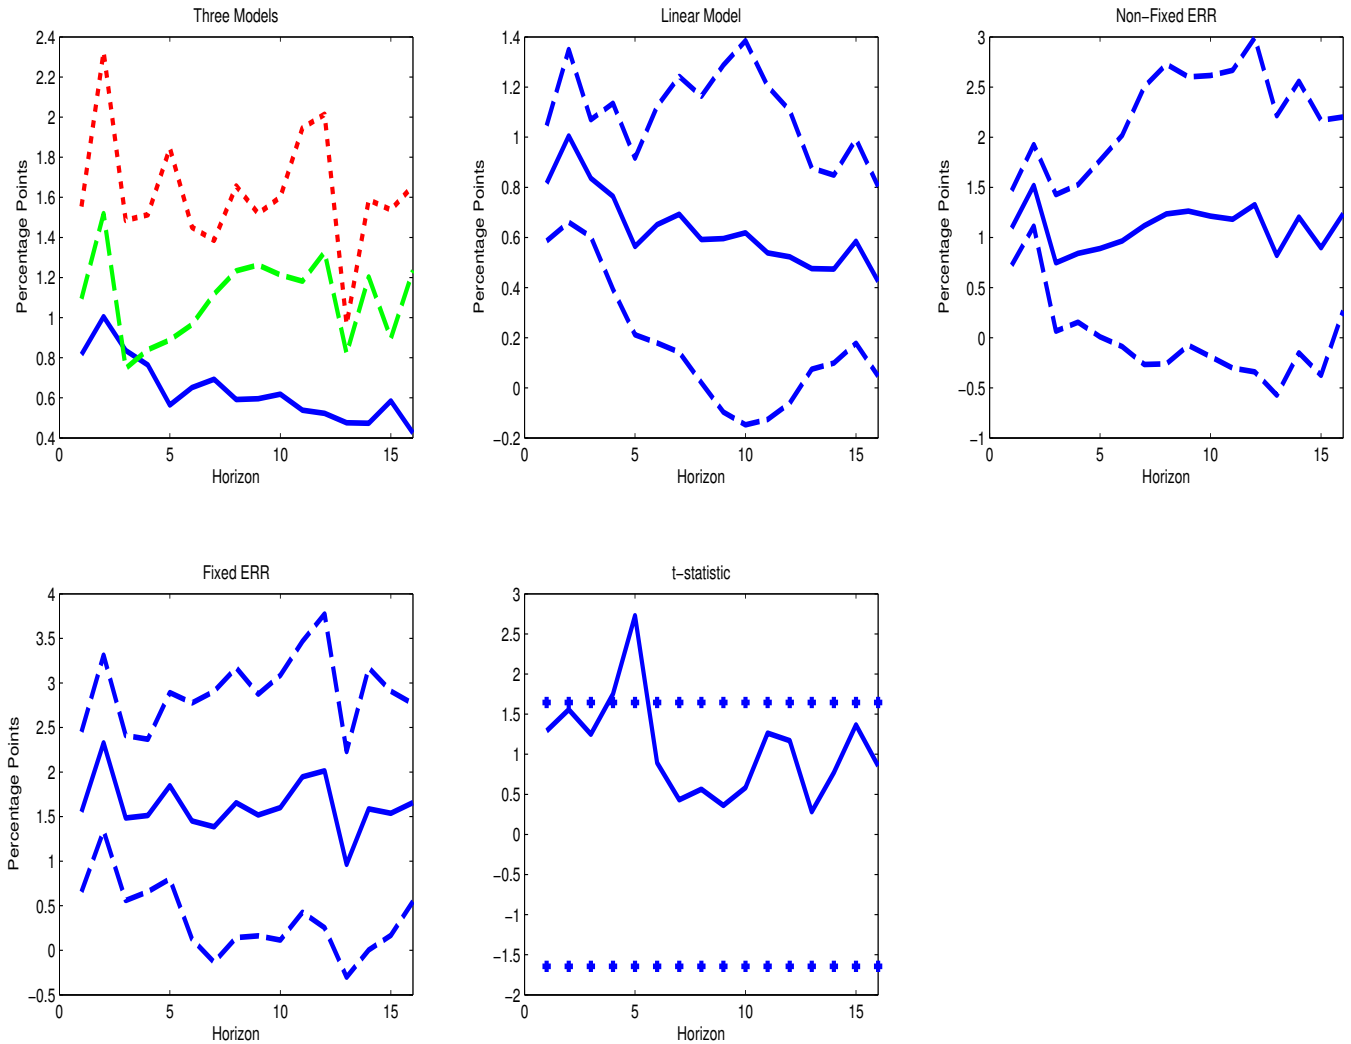 Three Models
Percentage Points
2.4
2.2
2
1.8
1.6
1.4
1.2
1
0.8
0.6
0.4
0 5 10 15
Horizon
Linear Model
Percentage Points
1.4
1.2
1
0.8
0.6
0.4
0.2
0
−0.2
0 5 10 15
Horizon
Non−Fixed ERR
Percentage Points
3
2.5
2
1.5
1
0.5
0
−0.5
−1
0 5 10 15
Horizon
Fixed ERR
Percentage Points
4
3.5
3
2.5
2
1.5
1
0.5
0
−0.5
0 5 10 15
Horizon
t−statistic
3
2.5
2
1.5
1
0.5
0
−0.5
−1
−1.5
−2
0 5 10 15
Horizon